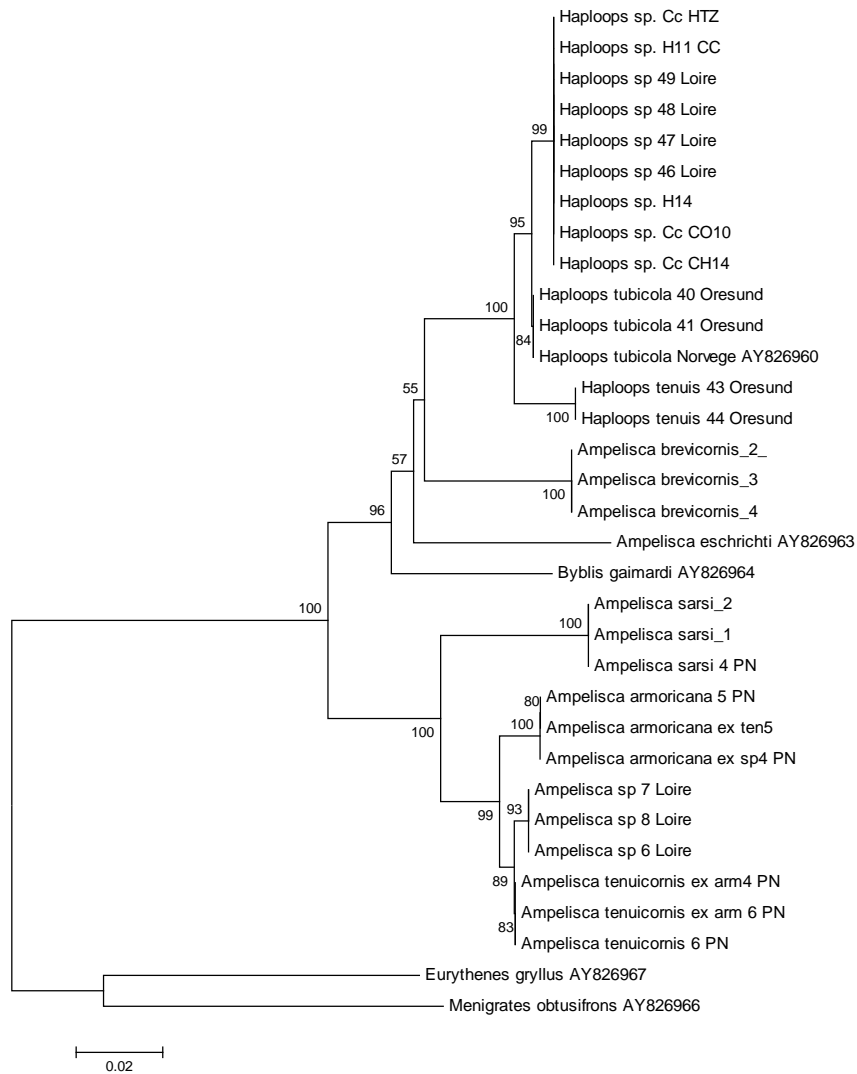 Haploops sp. Cc HTZ
Haploops sp. H11 CC
Haploops sp 49 Loire
Haploops sp 48 Loire
99
Haploops sp 47 Loire
Haploops sp 46 Loire
Haploops sp. H14
95
Haploops sp. Cc CO10
Haploops sp. Cc CH14
Haploops tubicola 40 Oresund
100
Haploops tubicola 41 Oresund
84
Haploops tubicola Norvege AY826960
55
Haploops tenuis 43 Oresund
100
Haploops tenuis 44 Oresund
Ampelisca brevicornis_2_
57
Ampelisca brevicornis_3
100
Ampelisca brevicornis_4
96
Ampelisca eschrichti AY826963
Byblis gaimardi AY826964
100
Ampelisca sarsi_2
100
Ampelisca sarsi_1
Ampelisca sarsi 4 PN
80
Ampelisca armoricana 5 PN
100
Ampelisca armoricana ex ten5
100
Ampelisca armoricana ex sp4 PN
Ampelisca sp 7 Loire
93
99
Ampelisca sp 8 Loire
Ampelisca sp 6 Loire
89
Ampelisca tenuicornis ex arm4 PN
Ampelisca tenuicornis ex arm 6 PN
83
Ampelisca tenuicornis 6 PN
Eurythenes gryllus AY826967
Menigrates obtusifrons AY826966
0.02